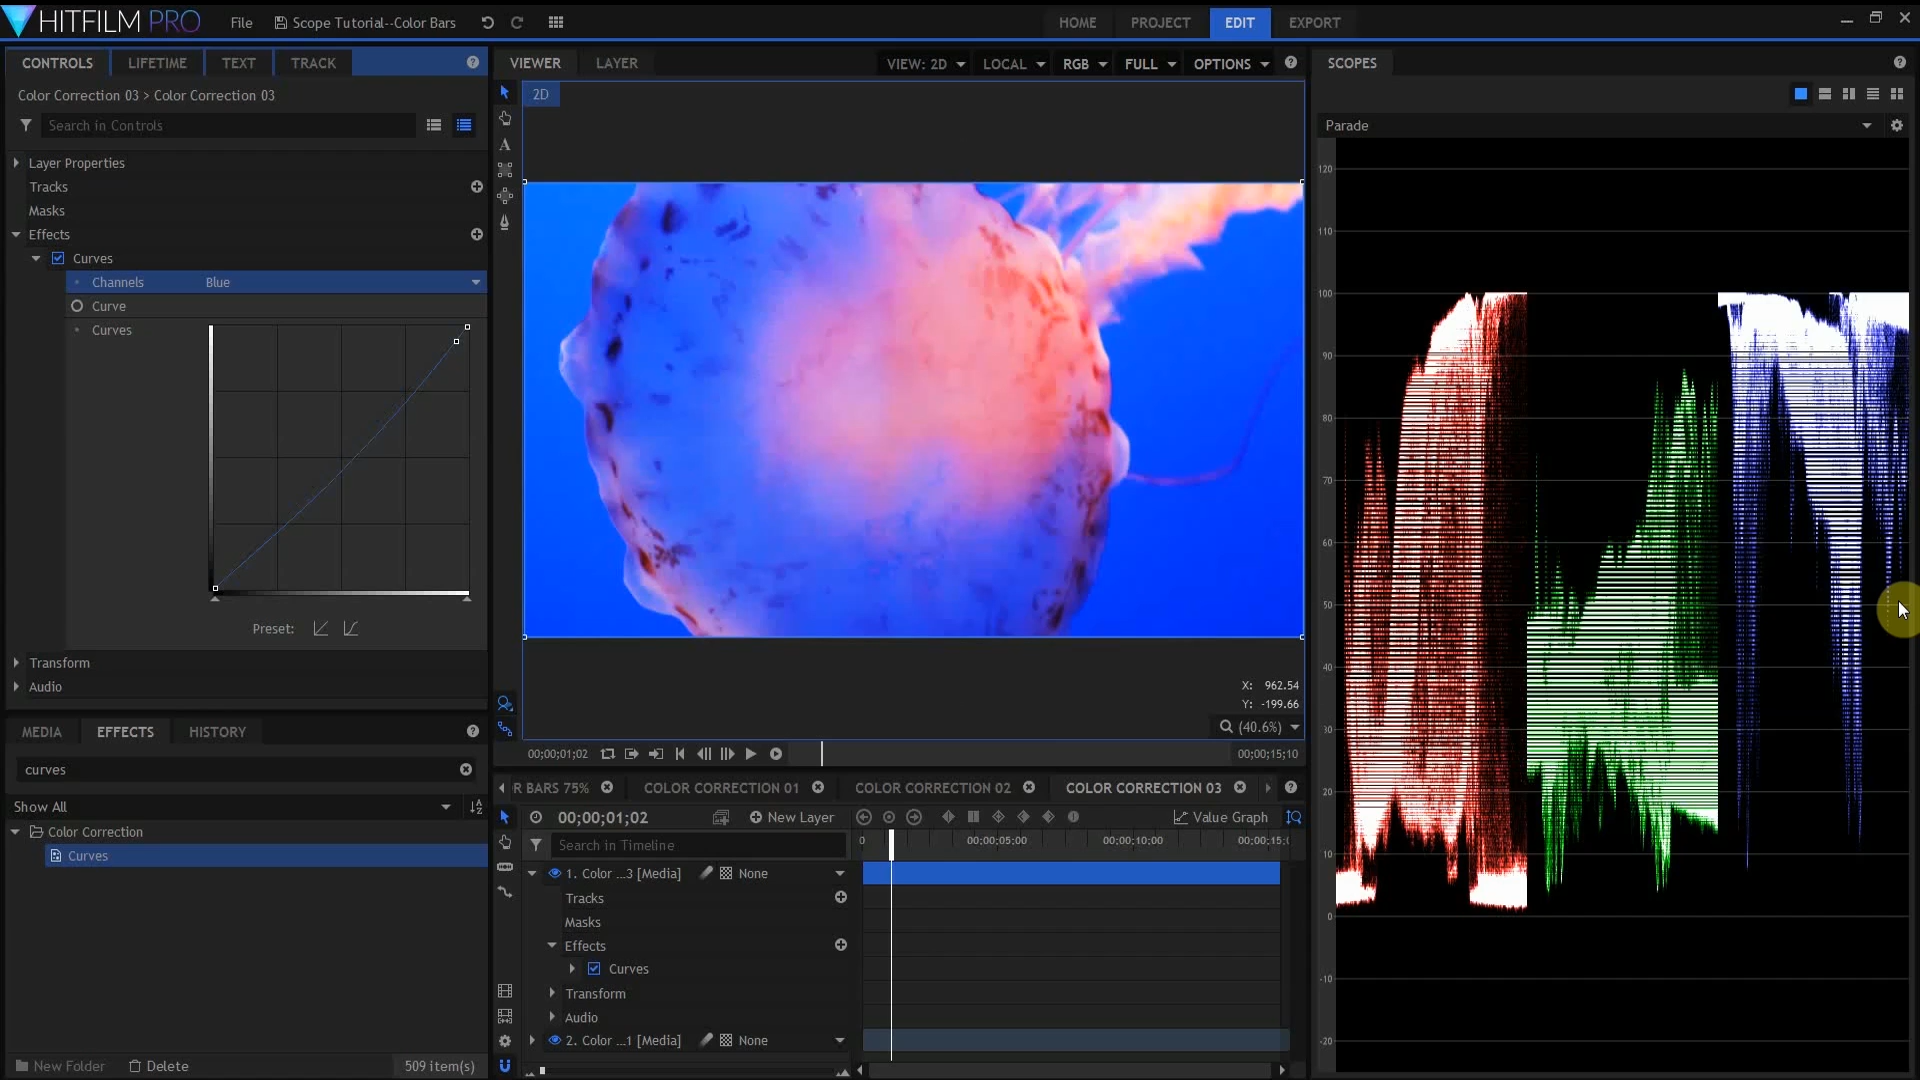 HITFILM PRO
File
Scope Tutorial--Color Bars
HOME
PROJECT
EDIT
EXPORT
CONTROLS
LIFETIME
TEXT
TRACK
Color Correction 03 > Color Correction 03
Search in Controls
Layer Properties
Tracks
Masks
Effects
Curves
Channels
Blue
Curve
Curves
Preset:
Transform
Audio
MEDIA
EFFECTS
HISTORY
curves
Show All
Color Correction
Curves
New Folder
Delete
509 item(s)
VIEWER
LAYER
VIEW: 2D
LOCAL
RGB
FULL
OPTIONS
2D
X: 962.54
Y: -199.66
(40.6%)
00;00;01;02
00;00;15;10
R BARS 75%
COLOR CORRECTION 01
COLOR CORRECTION 02
COLOR CORRECTION 03
00;00;01;02
New Layer
Value Graph
Search in Timeline
0
00;00;05;00
00;00;10;00
00;00;15;0
1. Color ...3 [Media]
None
Tracks
Masks
Effects
Curves
Transform
Audio
2. Color ...1 [Media]
None
SCOPES
Parade
120
110
100
90
80
70
60
50
40
30
20
10
0
-10
-20